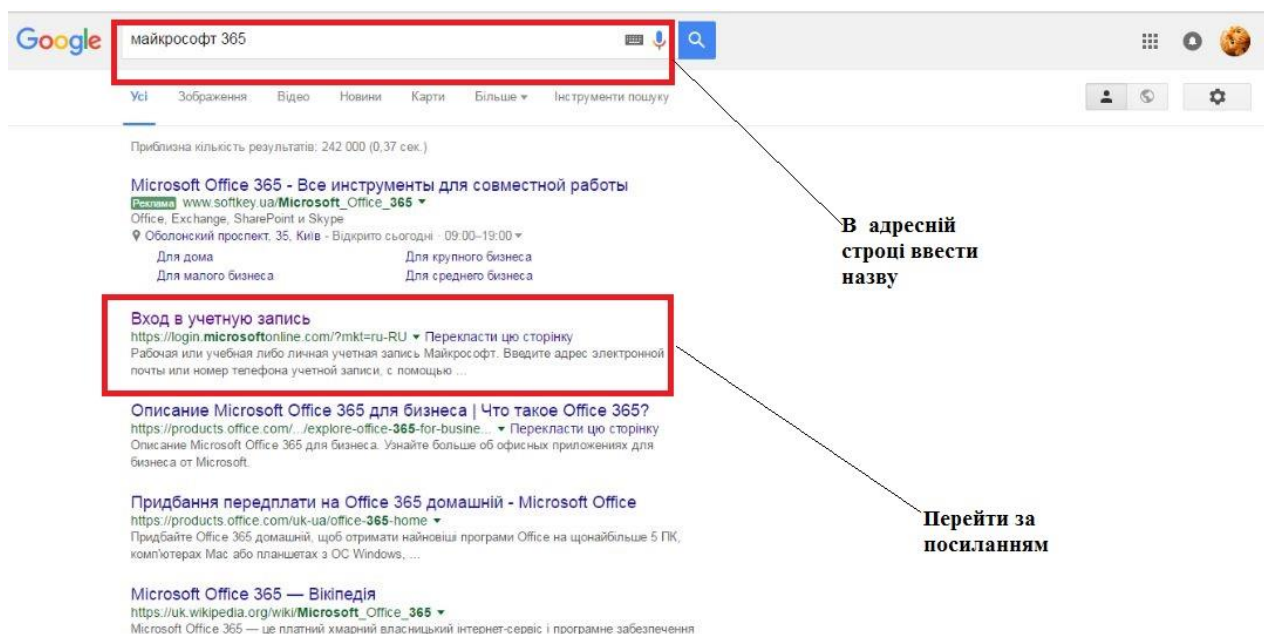 Google
майкрософт 365
Усі Зображення Відео Новини Карти Більше Інструменти пошуку
Приблизна кількість результатів: 242 000 (0,37 сек.)
Microsoft Office 365 - Все инструменты для совместной работы
Реклама www.softkey.ua/Microsoft_Office_365
Office, Exchange, SharePoint и Skype
Оболонский проспект, 35, Київ - Відкрито сьогодні · 09:00–19:00
Для дома Для крупного бизнеса
Для малого бизнеса Для среднего бизнеса
В адресній
строці ввести
назву
Вход в учетную запись
https://login.microsoftonline.com/?mkt=ru-RU Перекласти цю сторінку
Рабочая или учебная либо личная учетная запись Майкрософт. Введите адрес электронной
почты или номер телефона учетной записи, с помощью ...
Описание Microsoft Office 365 для бизнеса | Что такое Office 365?
https://products.office.com/.../explore-office-365-for-busine... Перекласти цю сторінку
Описание Microsoft Office 365 для бизнеса. Узнайте больше об офисных приложениях для
бизнеса от Microsoft.
Придбання передплати на Office 365 домашній - Microsoft Office
https://products.office.com/uk-ua/office-365-home
Придбайте Office 365 домашній, щоб отримати найновіші програми Office на щонайбільше 5 ПК,
комп'ютерах Mac або планшетах з ОС Windows, ...
Перейти за
посиланням
Microsoft Office 365 — Вікіпедія
https://uk.wikipedia.org/wiki/Microsoft_Office_365
Microsoft Office 365 — це платний хмарний власницький інтернет-сервіс і програмне забезпечення